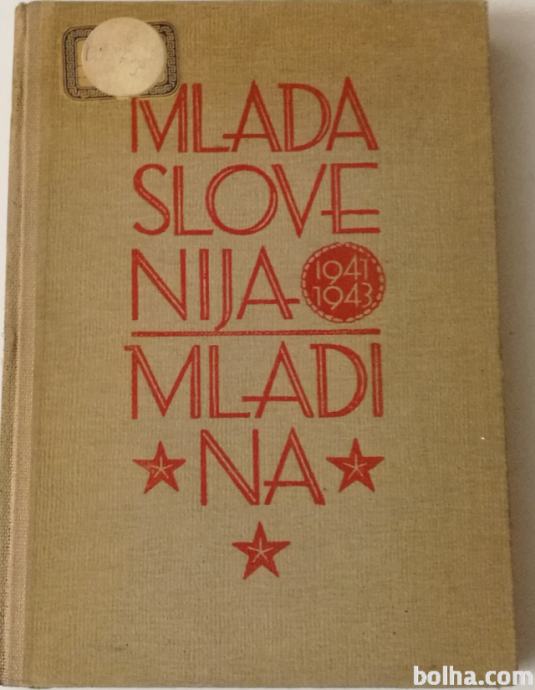 MLADA
SLOVE
NIJA 1941
1943
MLADI
NA
bolha.com